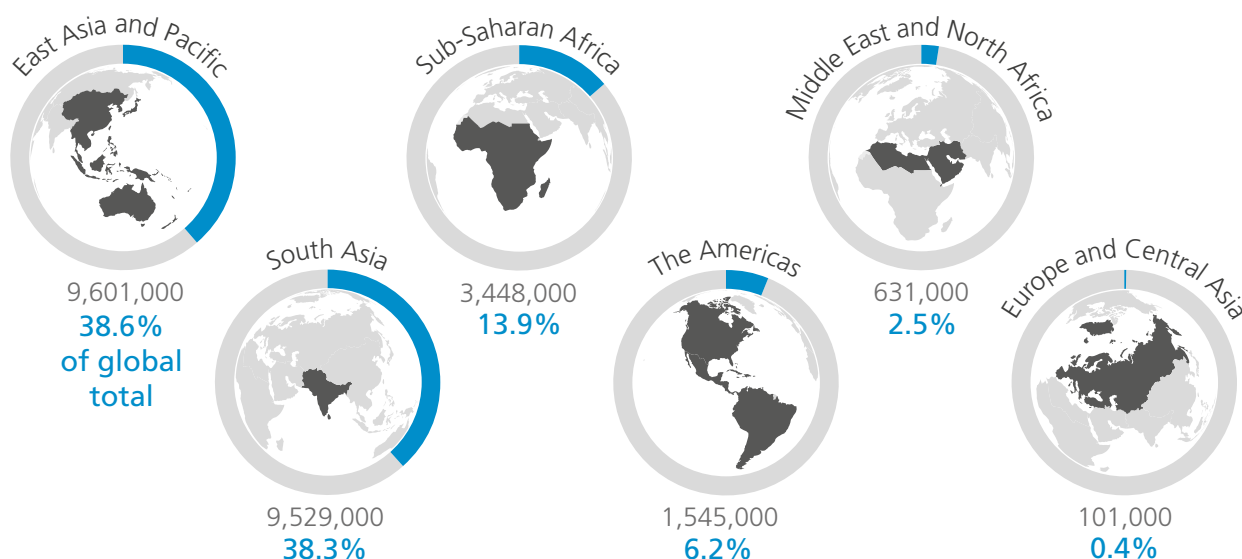 East Asia and Pacific
9,601,000
38.6%
of global
total
South Asia
9,529,000
38.3%
Sub-Saharan Africa
3,448,000
13.9%
The Americas
1,545,000
6.2%
Middle East and North Africa
631,000
2.5%
Europe and Central Asia
101,000
0.4%